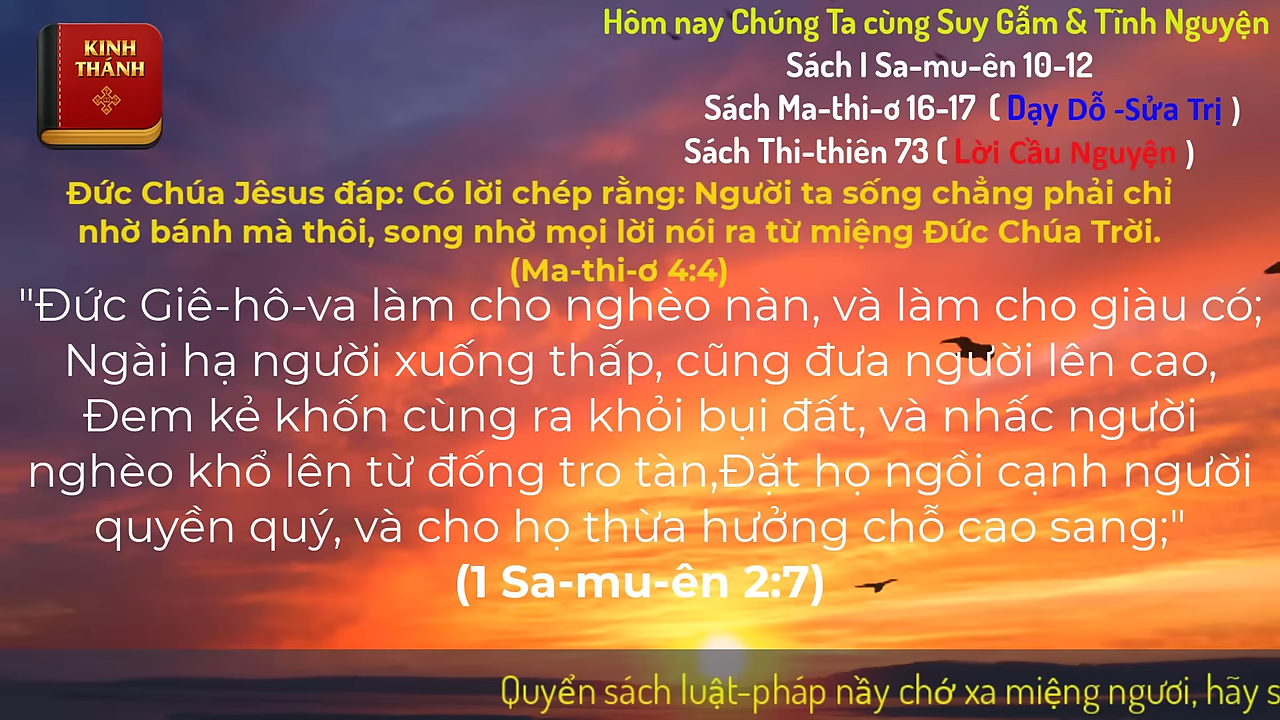 KINH
THÁNH
Hôm nay Chúng Ta cùng Suy Gẫm & Tĩnh Nguyện
Sách I Sa-mu-ên 10-12
Sách Ma-thi-ơ 16-17 ( Dạy Dỗ -Sửa Trị )
Sách Thi-thiên 73 ( Lời Cầu Nguyện )
Đức Chúa Jêsus đáp: Có lời chép rằng: Người ta sống chẳng phải chỉ
nhờ bánh mà thôi, song nhờ mọi lời nói ra từ miệng Đức Chúa Trời.
(Ma-thi-ơ 4:4)
"Đức Giê-hô-va làm cho nghèo nàn, và làm cho giàu có;
Ngài hạ người xuống thấp, cũng đưa người lên cao,
Đem kẻ khốn cùng ra khỏi bụi đất, và nhấc người
nghèo khổ lên từ đống tro tàn,Đặt họ ngồi cạnh người
quyền quý, và cho họ thừa hưởng chỗ cao sang;"
(1 Sa-mu-ên 2:7)
Quyển sách luật-pháp nầy chớ xa miệng ngươi, hãy s